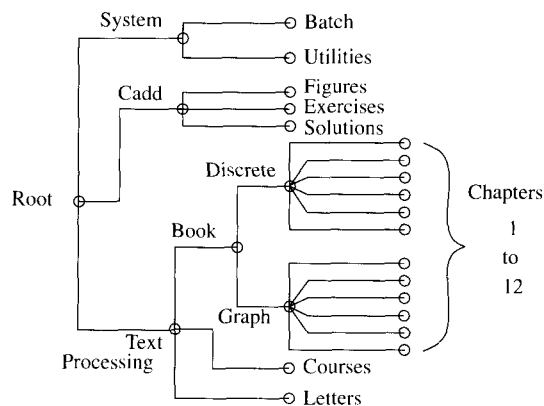 System
Batch
Utilities
Cadd
Figures
Exercises
Solutions
Root
Discrete
Book
Chapters
1
to
12
Graph
Text
Processing
Courses
Letters